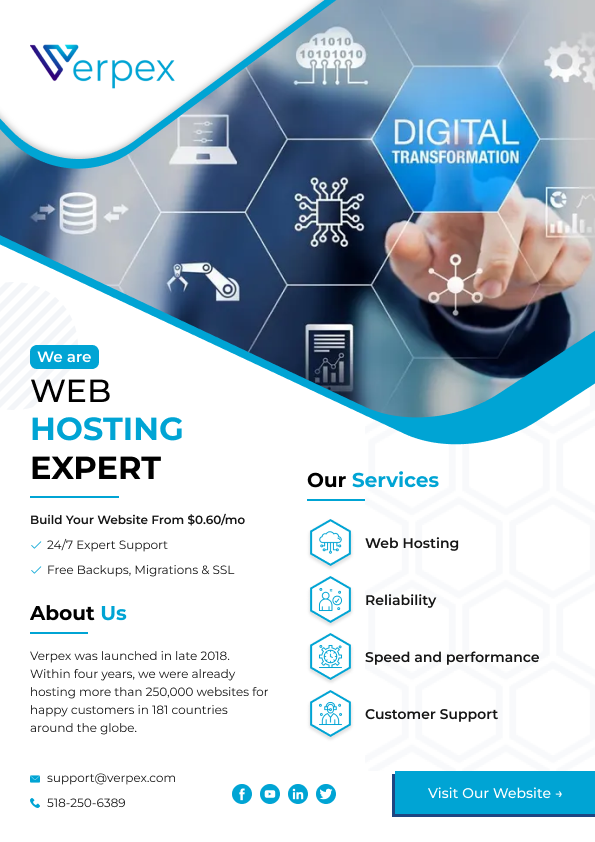 Verpex
11010
10101010
DIGITAL
TRANSFORMATION
We are
WEB
HOSTING
EXPERT
Build Your Website From $0.60/mo
24/7 Expert Support
Free Backups, Migrations & SSL
About Us
Verpex was launched in late 2018.
Within four years, we were already
hosting more than 250,000 websites for
happy customers in 181 countries
around the globe.
support@verpex.com
518-250-6389
Our Services
Web Hosting
Reliability
Speed and performance
Customer Support
Visit Our Website →